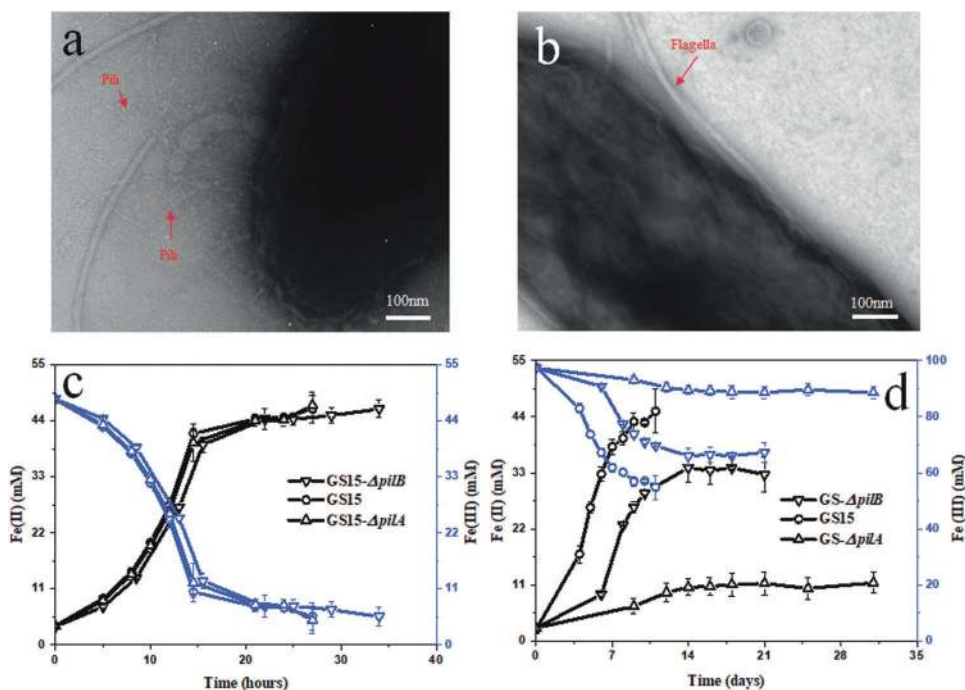 a
Pili
Pili
100nm
b
Flagella
100nm
c
Fe(II) (mM)
55
44
33
22
11
0
55
44
33
22
11
0
Fe(III) (mM)
GS15-ΔpilB
GS15
GS15-ΔpilA
0 10 20 30 40
Time (hours)
d
Fe(II) (mM)
55
44
33
22
11
0
100
80
60
40
20
0
Fe (III) (mM)
GS-ΔpilB
GS15
GS-ΔpilA
0 7 14 21 28 35
Time (days)